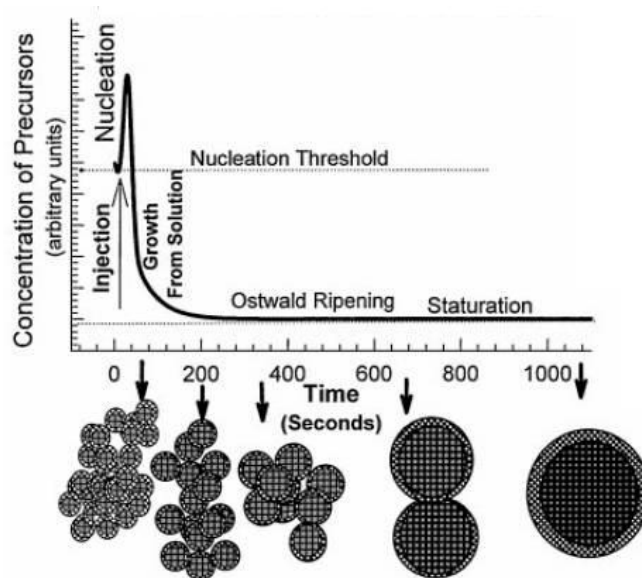 Concentration of Precursors
(arbitrary units)
Nucleation
Nucleation Threshold
Injection
Growth
From Solution
Ostwald Ripening
Staturation
0 200 400 600 800 1000
Time
(Seconds)